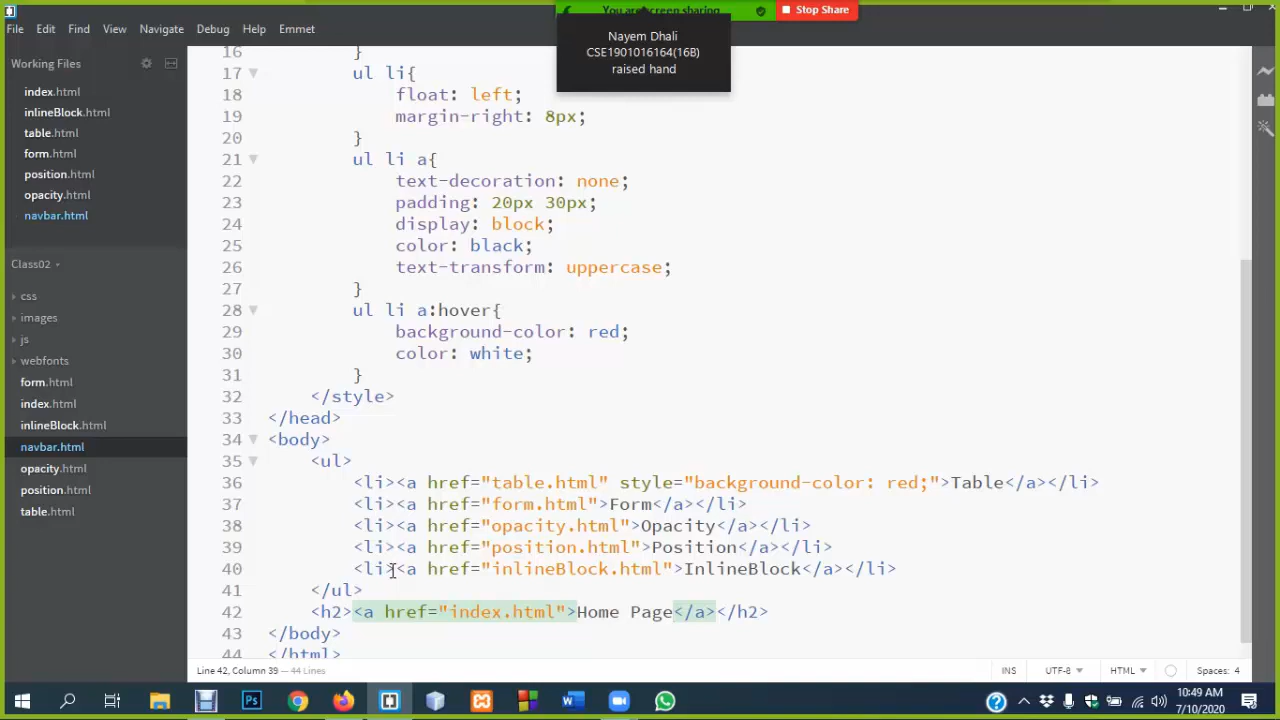 You are screen sharing
Stop Share
Nayem Dhali
CSE1901016164(16B)
raised hand
File Edit Find View Navigate Debug Help Emmet
Working Files
index.html
inlineBlock.html
table.html
form.html
position.html
opacity.html
navbar.html
Class02
css
images
js
webfonts
form.html
index.html
inlineBlock.html
navbar.html
opacity.html
position.html
table.html
16 }
17 ul li{
18 float: left;
19 margin-right: 8px;
20 }
21 ul li a{
22 text-decoration: none;
23 padding: 20px 30px;
24 display: block;
25 color: black;
26 text-transform: uppercase;
27 }
28 ul li a:hover{
29 background-color: red;
30 color: white;
31 }
32 </style>
33 </head>
34 <body>
35 <ul>
36 <li><a href="table.html" style="background-color: red;">Table</a></li>
37 <li><a href="form.html">Form</a></li>
38 <li><a href="opacity.html">Opacity</a></li>
39 <li><a href="position.html">Position</a></li>
40 <li><a href="inlineBlock.html">InlineBlock</a></li>
41 </ul>
42 <h2><a href="index.html">Home Page</a></h2>
43 </body>
44 </html>
Line 42, Column 39 — 44 Lines
INS UTF-8 HTML Spaces: 4
10:49 AM
7/10/2020